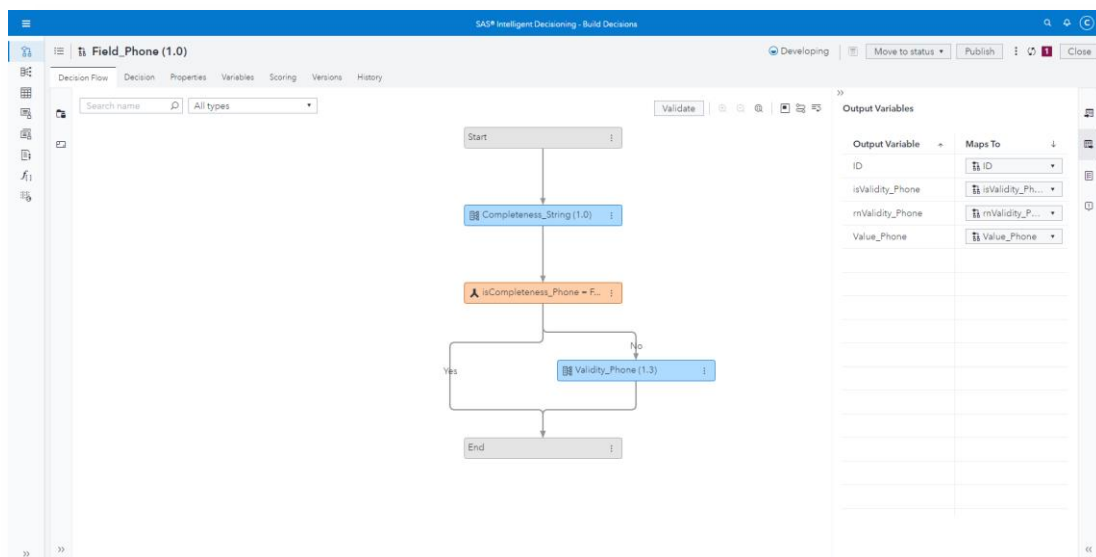 SAS® Intelligent Decisioning - Build Decisions
C
Field_Phone (1.0)
Developing
Move to status
Publish
1
Close
Decision Flow Decision Properties Variables Scoring Versions History
Search name
All types
Validate
Output Variables
Start
Output Variable Maps To
ID ID
isValidity_Phone isValidity_Ph...
Completeness_String (1.0)
rnValidity_Phone rnValidity_P...
Value_Phone Value_Phone
isCompleteness_Phone = F...
No
Yes
Validity_Phone (1.3)
End